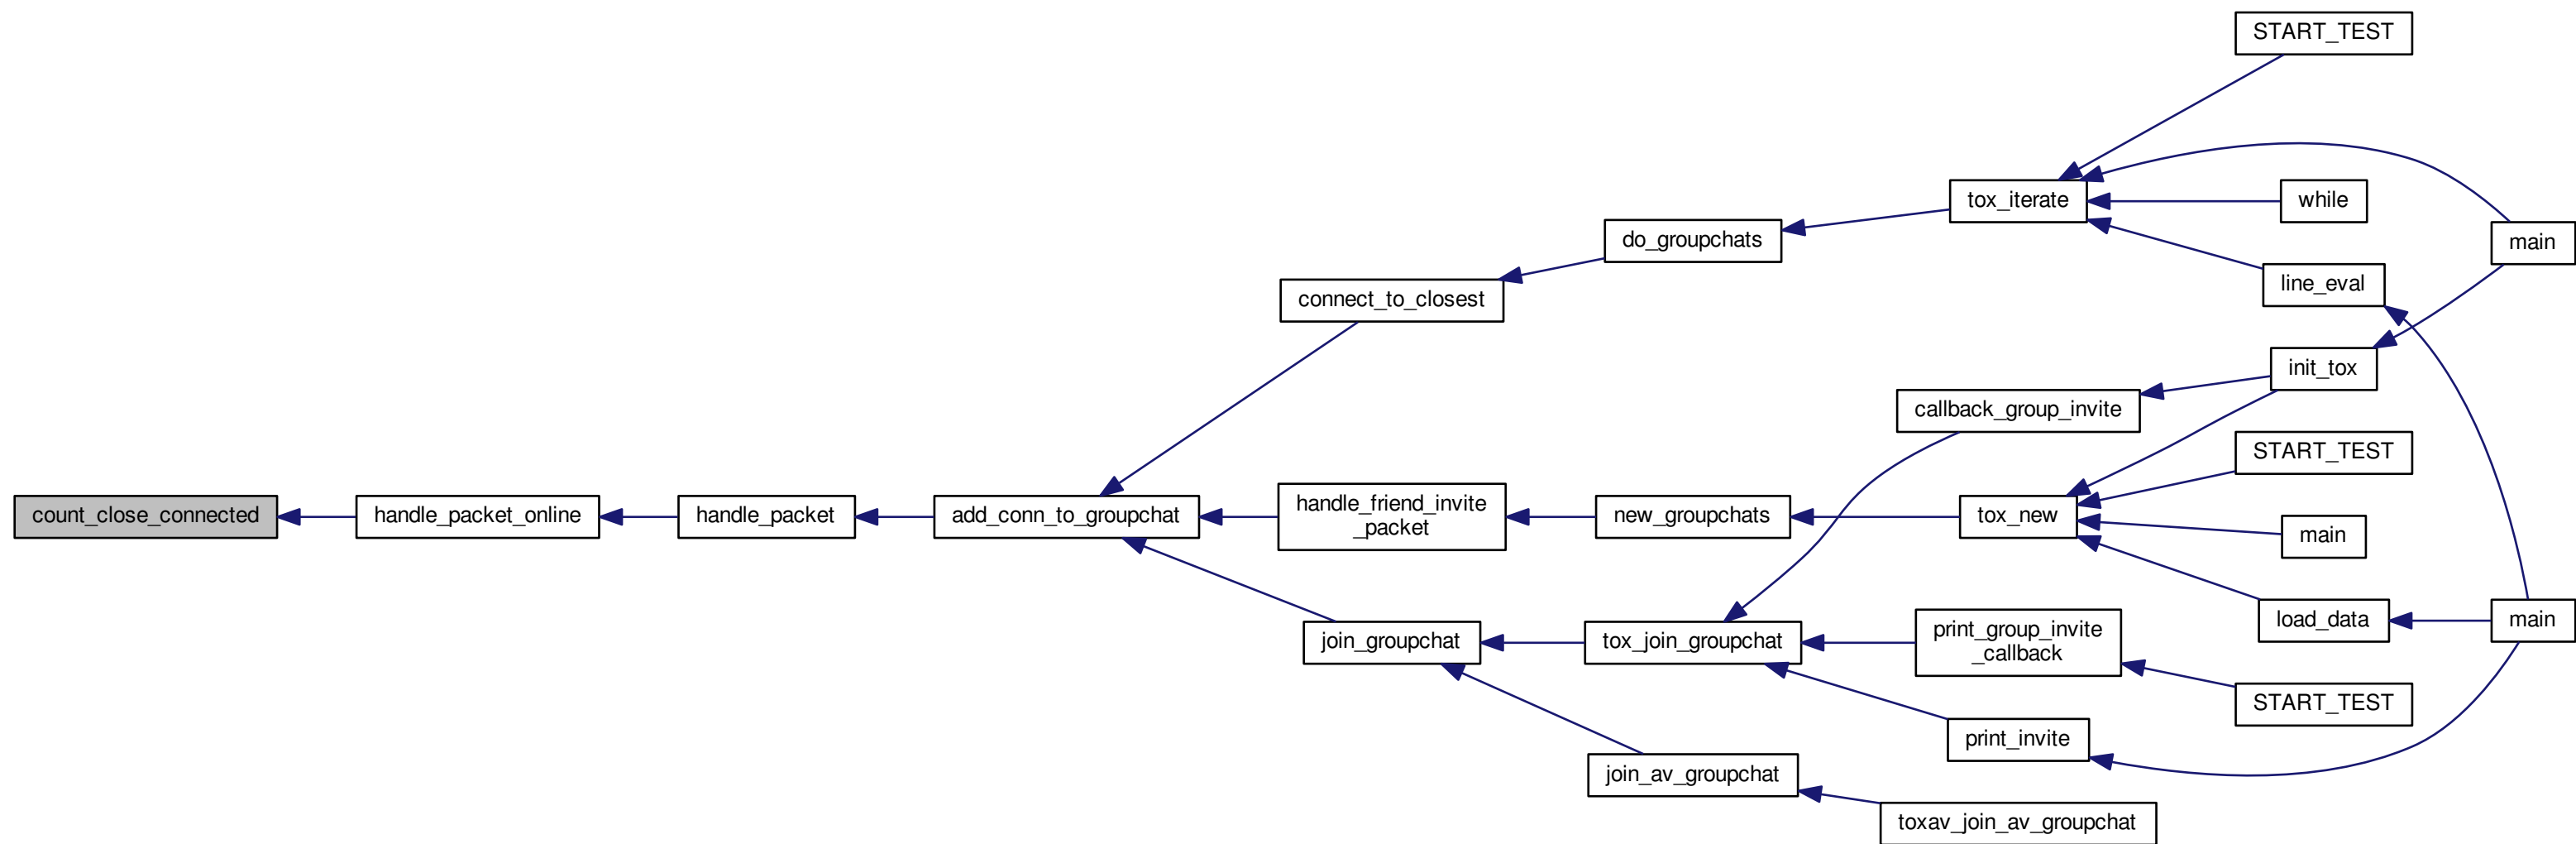 START_TEST
tox_iterate
while
main
do_groupchats
line_eval
connect_to_closest
init_tox
callback_group_invite
START_TEST
count_close_connected
handle_packet_online
handle_packet
add_conn_to_groupchat
handle_friend_invite
_packet
new_groupchats
tox_new
main
load_data
main
join_groupchat
tox_join_groupchat
print_group_invite
_callback
START_TEST
print_invite
join_av_groupchat
toxav_join_av_groupchat